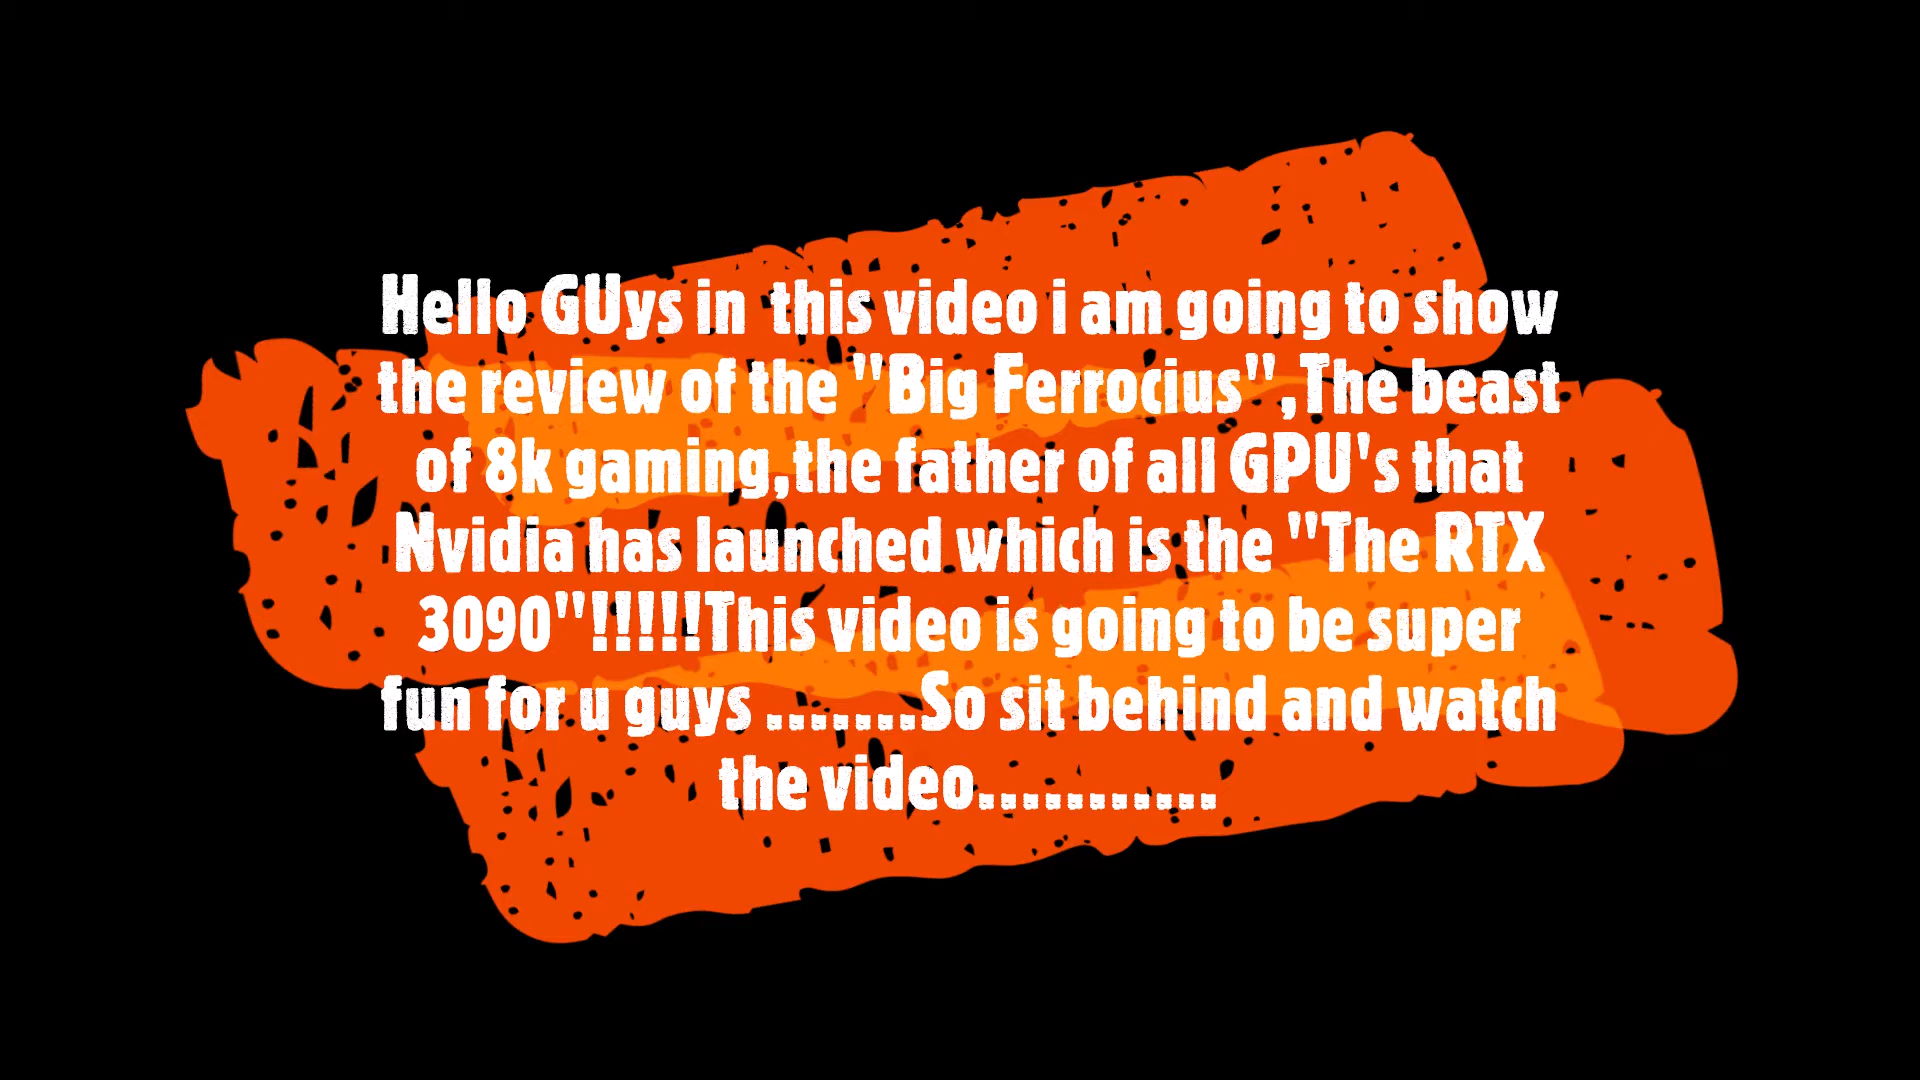 Hello GUys in  this video i am going to show
the review of the "Big Ferrocius",The beast
of 8k gaming,the father of all GPU's that
Nvidia has launched which is the "The RTX
3090"!!!!!This video is going to be super
fun for u guys .......So sit behind and watch
the video...........